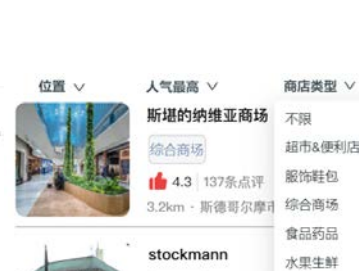 位置 人气最高 商店类型
斯堪的纳维亚商场
综合商场
4.3 137条点评
3.2km · 斯德哥尔摩市
stockmann
不限
超市&便利店
服饰鞋包
综合商场
食品药品
水果生鲜